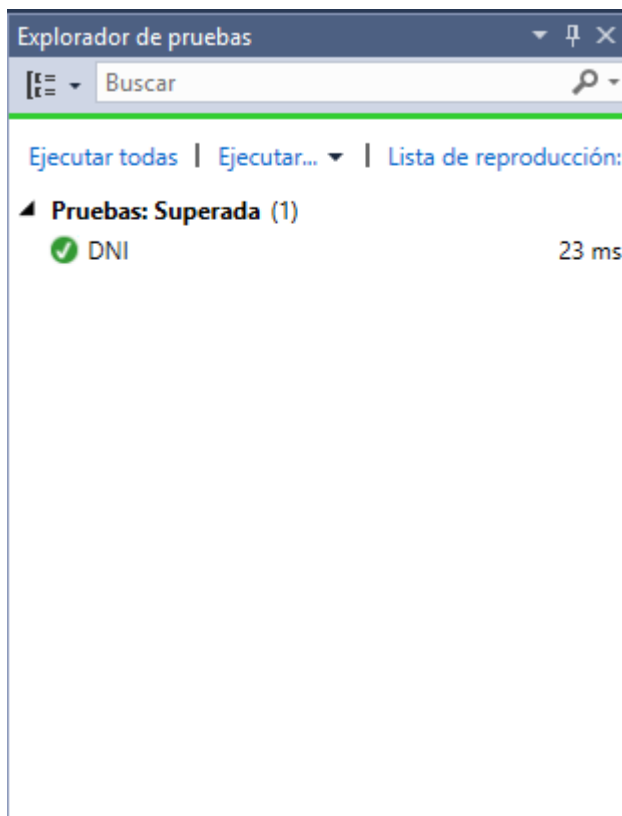 Explorador de pruebas
Buscar
Ejecutar todas | Ejecutar... | Lista de reproducción:
Pruebas: Superada (1)
DNI 23 ms